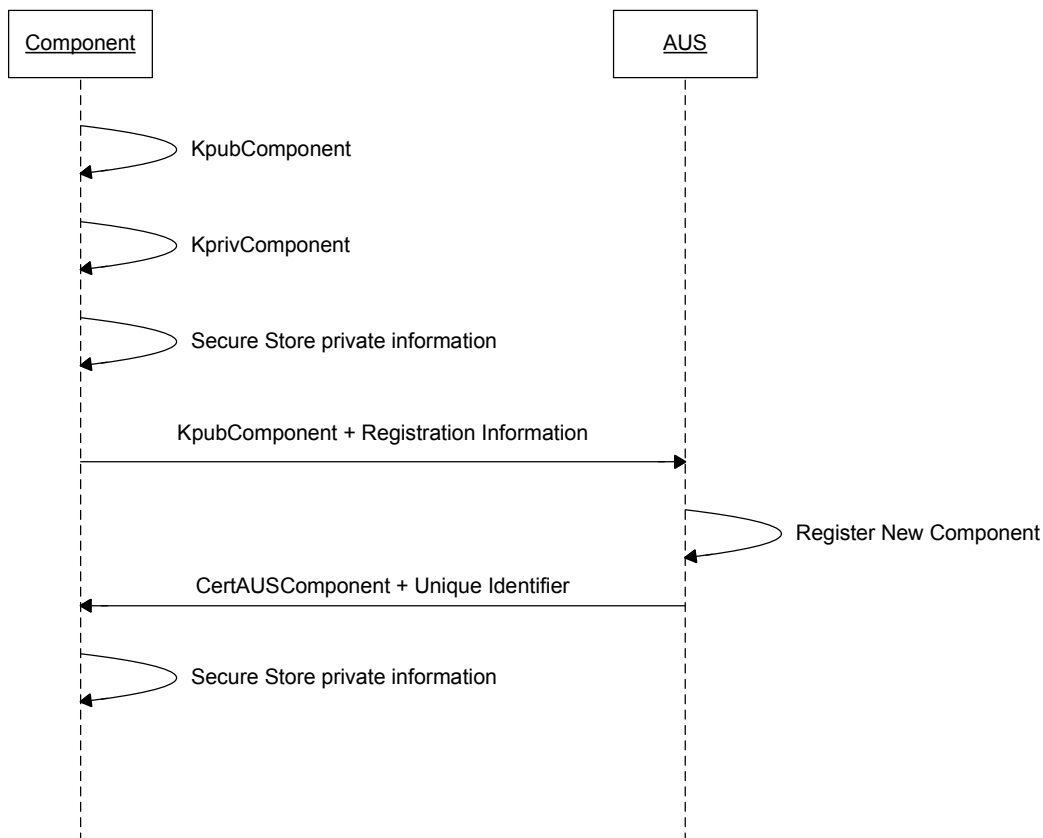 Component
AUS
KpubComponent
KprivComponent
Secure Store private information
KpubComponent + Registration Information
Register New Component
CertAUSComponent + Unique Identifier
Secure Store private information